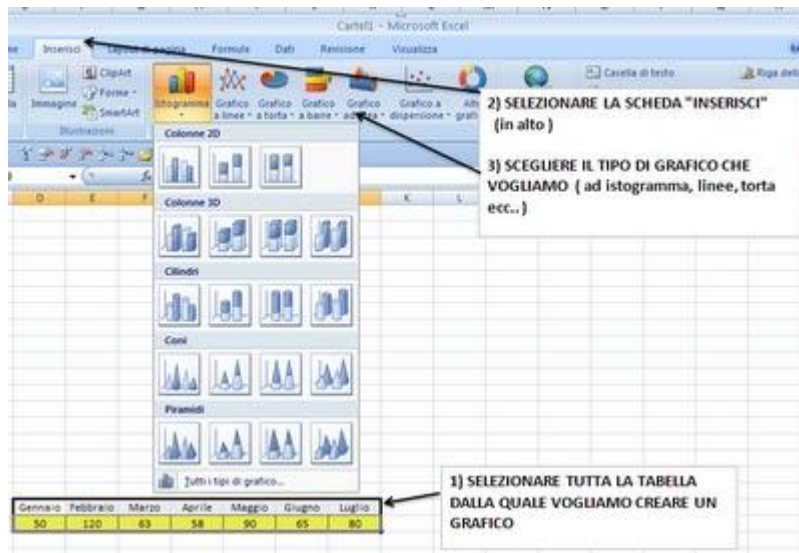 Cartel1 - Microsoft Excel
Inserisci Formule Dati Revisione Visualizza
Immagine ClipArt Forme SmartArt
Illustrazioni
Istogramma Grafico a linee Grafico a torta Grafico a barre Grafico ad area Grafico a dispersione
Casella di testo
Riga della
Colonne 2D
Colonne 3D
Cilindri
Coni
Piramidi
Tutti i tipi di grafico...
D E F K L
2) SELEZIONARE LA SCHEDA "INSERISCI"
(in alto )
3) SCEGLIERE IL TIPO DI GRAFICO CHE
VOGLIAMO ( ad istogramma, linee, torta
ecc.. )
1) SELEZIONARE TUTTA LA TABELLA
DALLA QUALE VOGLIAMO CREARE UN
GRAFICO
Gennaio Febbraio Marzo Aprile Maggio Giugno Luglio
50 120 63 58 90 65 80